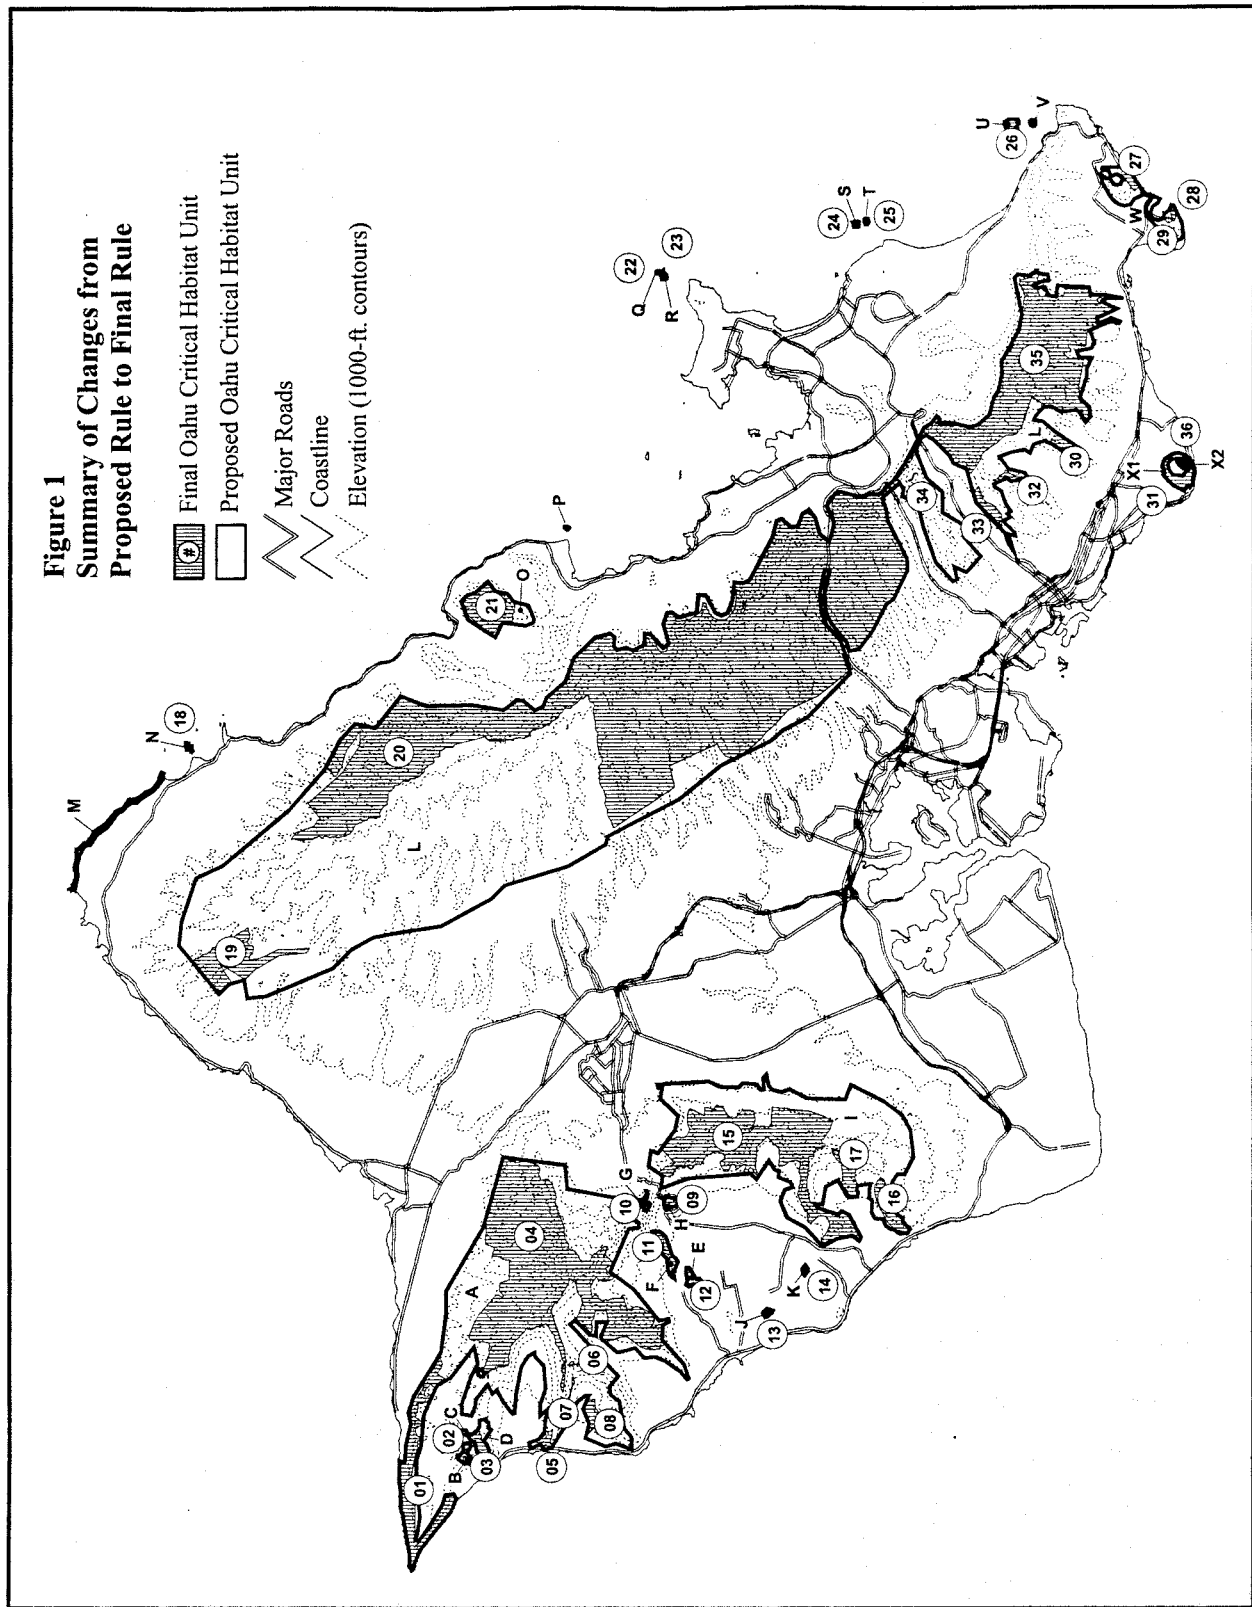 Figure 1
Summary of Changes from
Proposed Rule to Final Rule
#
Final Oahu Critical Habitat Unit
Proposed Oahu Critical Habitat Unit
Major Roads
Coastline
Elevation (1000-ft. contours)
M
N
18
19
20
L
21
O
P
Q
22
R
23
24
S
25
T
U
26
V
27
W
28
29
35
L
30
32
33
34
X1
36
X2
31
01
02
B
C
03
D
A
04
05
07
06
08
G
10
09
H
11
F
E
12
15
I
17
16
K
14
J
13